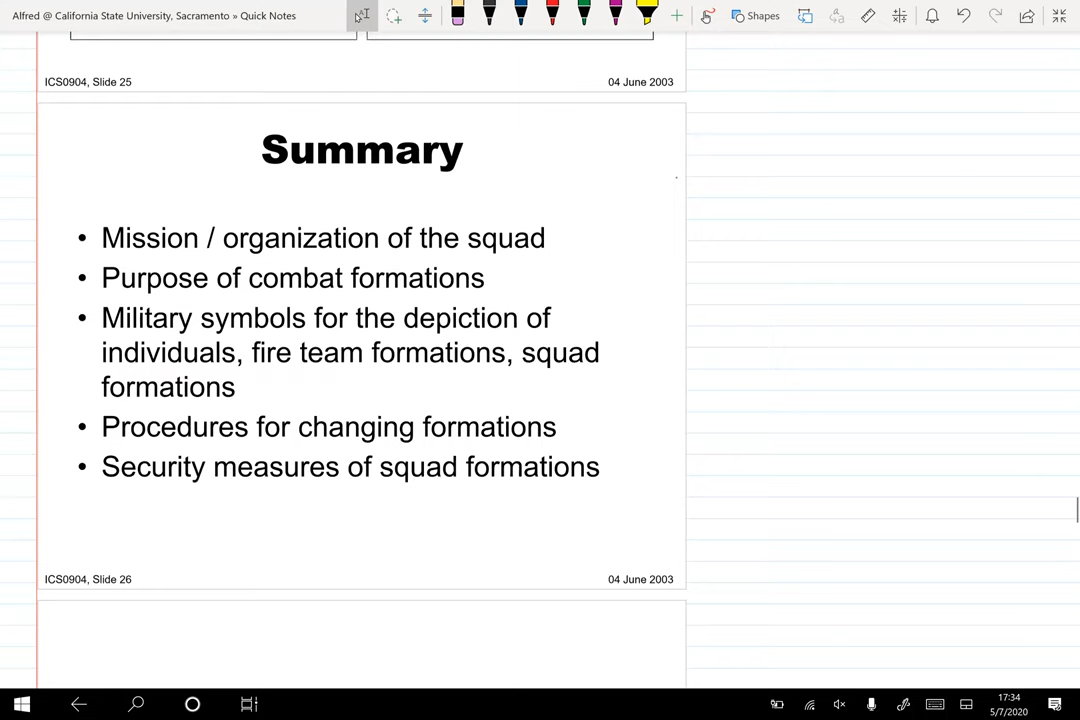 Alfred @ California State University, Sacramento » Quick Notes
Shapes
ICS0904, Slide 25
04 June 2003
Summary
• Mission / organization of the squad
• Purpose of combat formations
• Military symbols for the depiction of
individuals, fire team formations, squad
formations
• Procedures for changing formations
• Security measures of squad formations
ICS0904, Slide 26
04 June 2003
17:34
5/7/2020